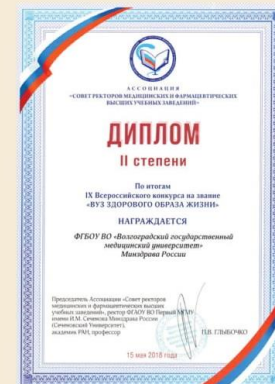 АССОЦИАЦИЯ
«СОВЕТ РЕКТОРОВ МЕДИЦИНСКИХ И ФАРМАЦЕВТИЧЕСКИХ
ВЫСШИХ УЧЕБНЫХ ЗАВЕДЕНИЙ»
ДИПЛОМ
II степени
По итогам
IX Всероссийского конкурса на звание
«ВУЗ ЗДОРОВОГО ОБРАЗА ЖИЗНИ»
НАГРАЖДАЕТСЯ
ФГБОУ ВО «Волгоградский государственный
медицинский университет»
Минздрава России
Председатель Ассоциации «Совет ректоров
медицинских и фармацевтических высших
учебных заведений», ректор ФГАОУ ВО Первый МГМУ
имени И.М. Сеченова Минздрава России
(Сеченовский Университет),
академик РАН, профессор
П.В. ГЛЫБОЧКО
15 мая 2018 года